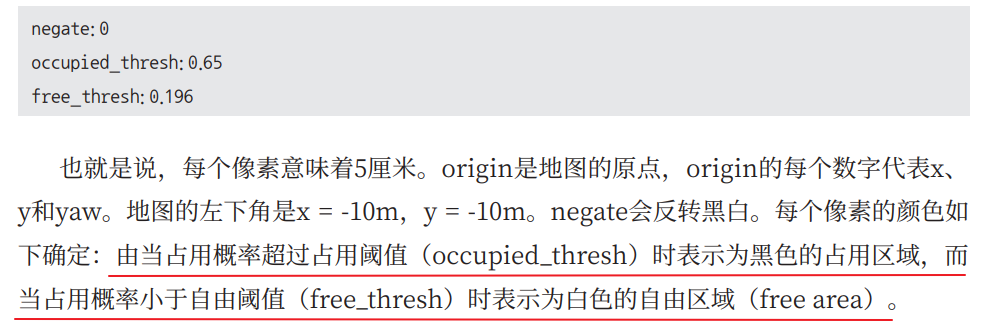 negate: 0
occupied_thresh: 0.65
free_thresh: 0.196
也就是说，每个像素意味着5厘米。origin是地图的原点，origin的每个数字代表x、
y和yaw。地图的左下角是x = -10m，y = -10m。negate会反转黑白。每个像素的颜色如
下确定：由当占用概率超过占用阈值（occupied_thresh）时表示为黑色的占用区域，而
当占用概率小于自由阈值（free_thresh）时表示为白色的自由区域（free area）。